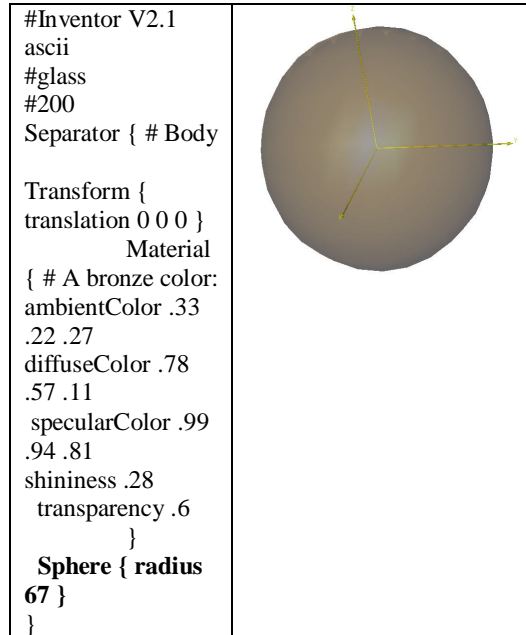 #Inventor V2.1
ascii
#glass
#200
Separator { # Body
Transform {
translation 0 0 0 }
Material
{ # A bronze color:
ambientColor .33
.22 .27
diffuseColor .78
.57 .11
specularColor .99
.94 .81
shininess .28
transparency .6
}
Sphere { radius
67 }
}